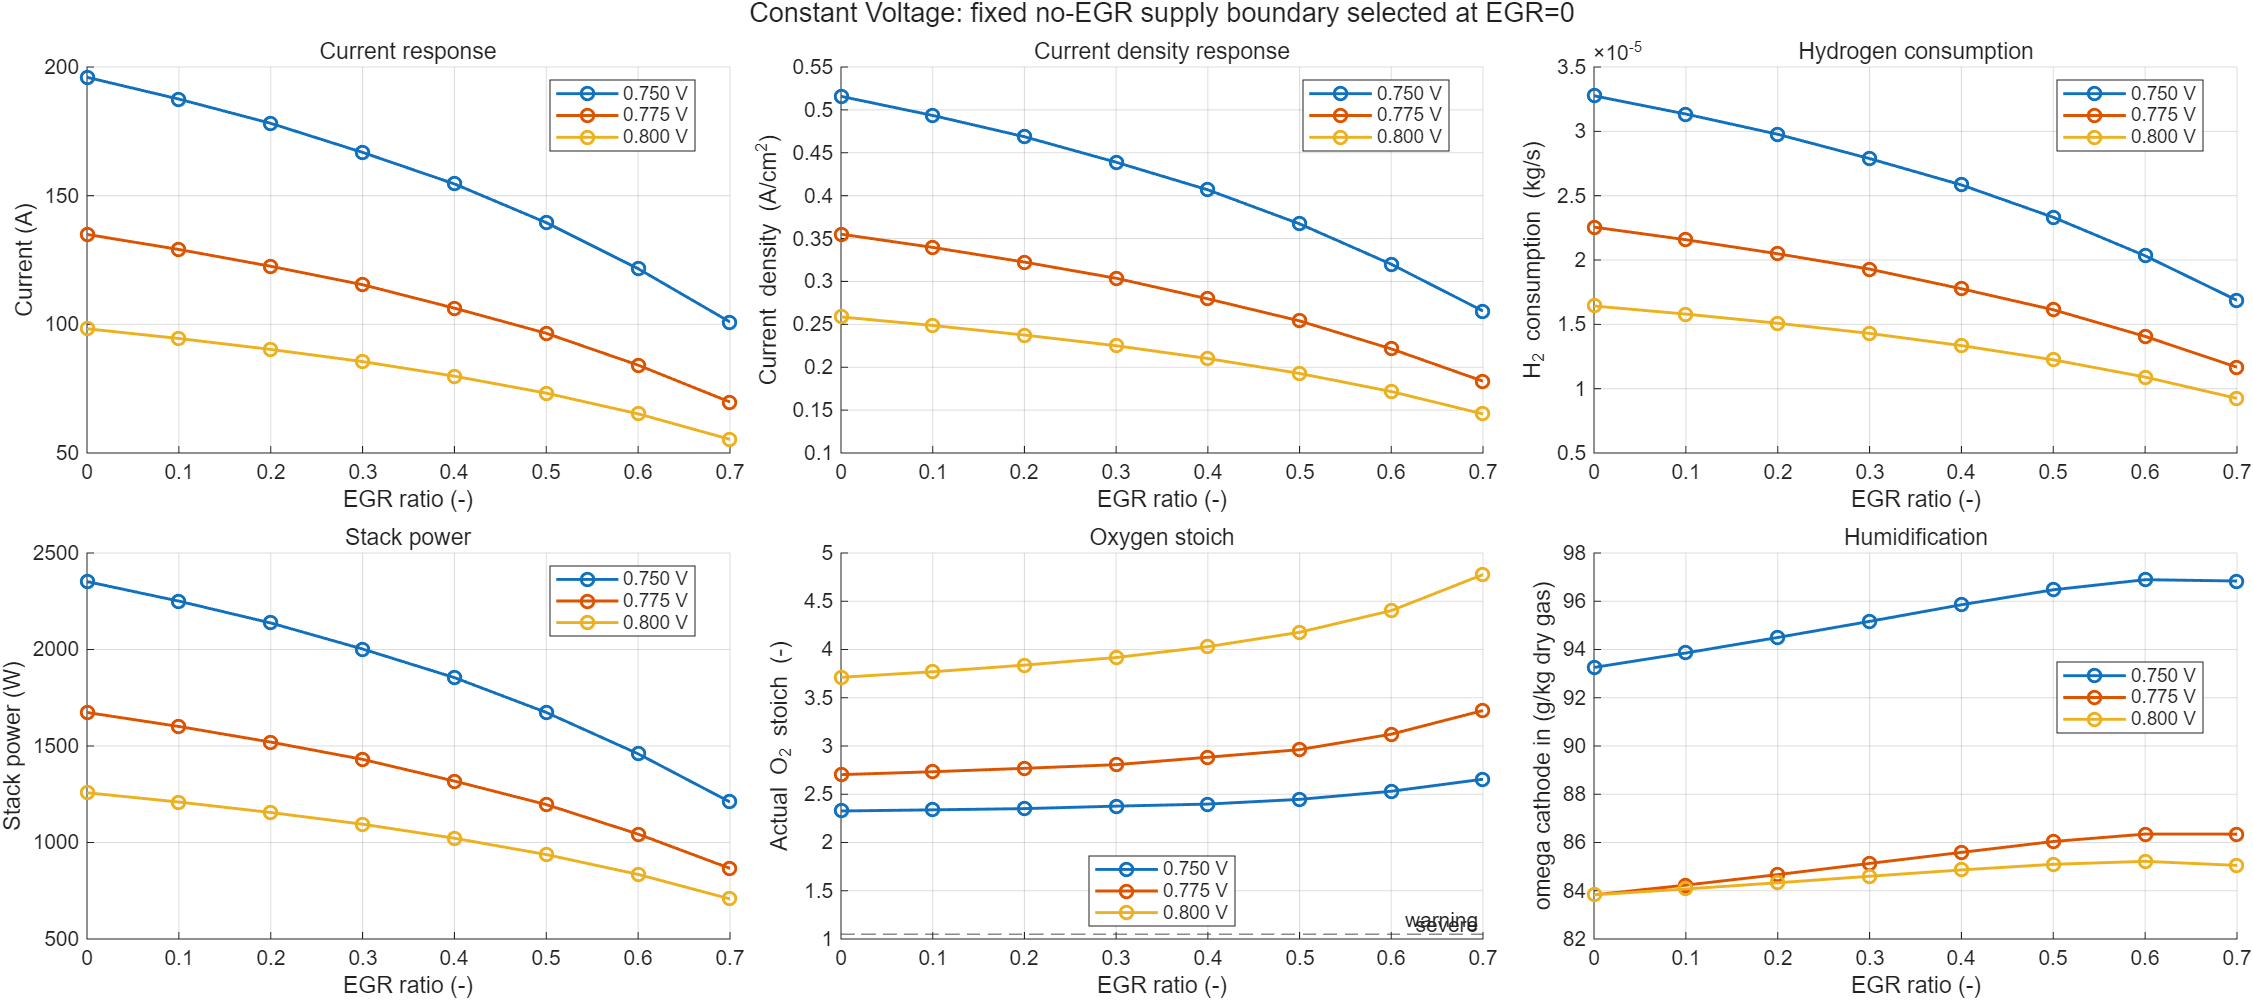 Constant Voltage: fixed no-EGR supply boundary selected at EGR=0
Current response
Current (A)
200
150
100
50
0 0.1 0.2 0.3 0.4 0.5 0.6 0.7
EGR ratio (-)
0.750 V
0.775 V
0.800 V
Current density response
Current density (A/cm²)
0.55
0.5
0.45
0.4
0.35
0.3
0.25
0.2
0.15
0.1
0 0.1 0.2 0.3 0.4 0.5 0.6 0.7
EGR ratio (-)
0.750 V
0.775 V
0.800 V
Hydrogen consumption
×10⁻⁵
H₂ consumption (kg/s)
3.5
3
2.5
2
1.5
1
0.5
0 0.1 0.2 0.3 0.4 0.5 0.6 0.7
EGR ratio (-)
0.750 V
0.775 V
0.800 V
Stack power
Stack power (W)
2500
2000
1500
1000
500
0 0.1 0.2 0.3 0.4 0.5 0.6 0.7
EGR ratio (-)
0.750 V
0.775 V
0.800 V
Oxygen stoich
Actual O₂ stoich (-)
5
4.5
4
3.5
3
2.5
2
1.5
1
0 0.1 0.2 0.3 0.4 0.5 0.6 0.7
EGR ratio (-)
0.750 V
0.775 V
0.800 V
warning
severe
Humidification
omega cathode in (g/kg dry gas)
98
96
94
92
90
88
86
84
82
0 0.1 0.2 0.3 0.4 0.5 0.6 0.7
EGR ratio (-)
0.750 V
0.775 V
0.800 V